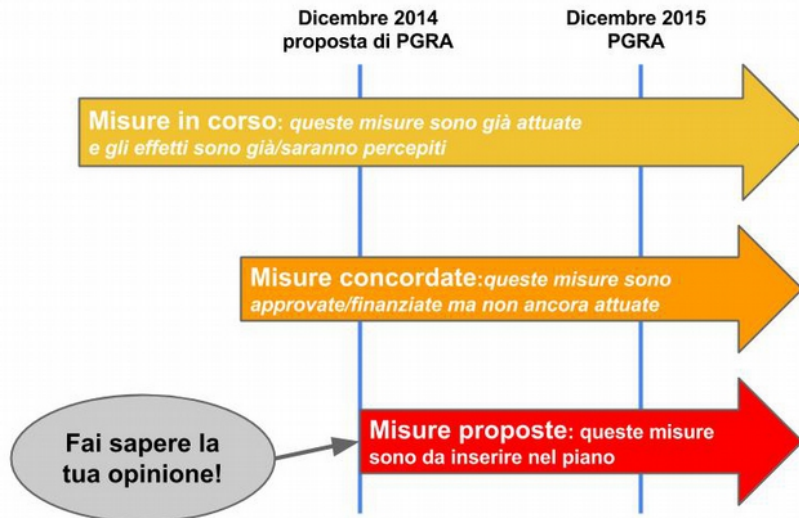 Dicembre 2014
proposta di PGRA
Dicembre 2015
PGRA
Misure in corso: queste misure sono già attuate
e gli effetti sono già/saranno percepiti
Misure concordate:queste misure sono
approvate/finanziate ma non ancora attuate
Fai sapere la
tua opinione!
Misure proposte: queste misure
sono da inserire nel piano